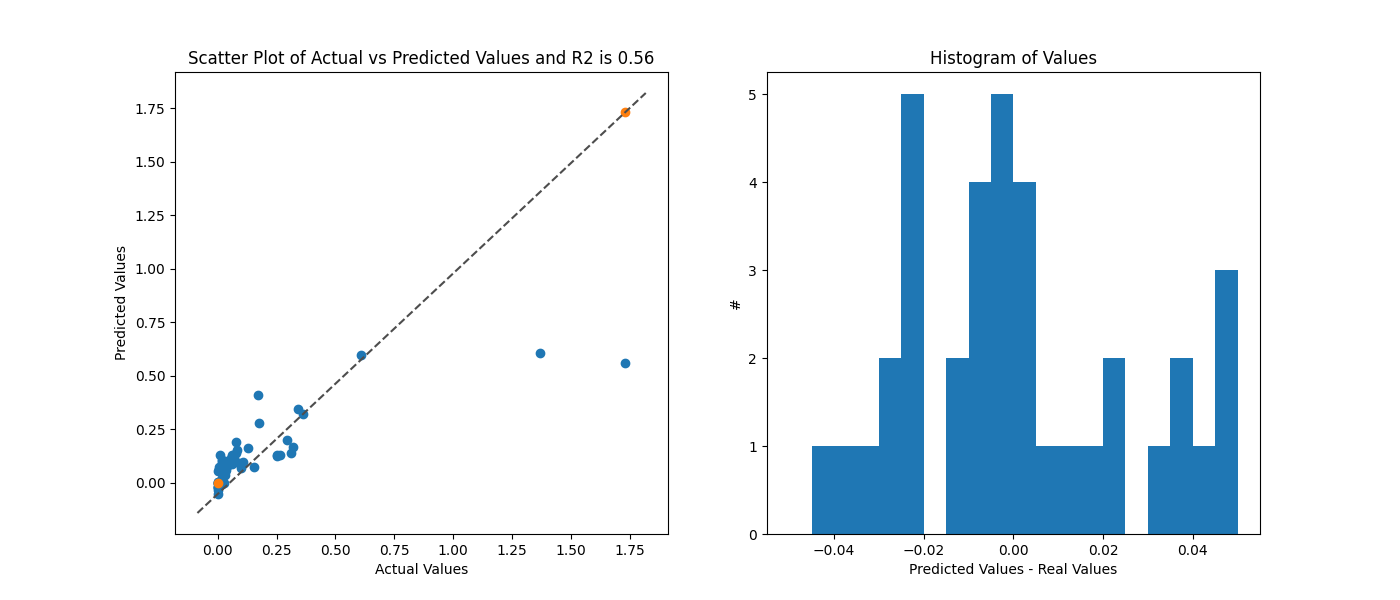 Scatter Plot of Actual vs Predicted Values and R2 is 0.56
Predicted Values
1.75
1.50
1.25
1.00
0.75
0.50
0.25
0.00
0.00 0.25 0.50 0.75 1.00 1.25 1.50 1.75
Actual Values
Histogram of Values
#
5
4
3
2
1
0
−0.04 −0.02 0.00 0.02 0.04
Predicted Values - Real Values